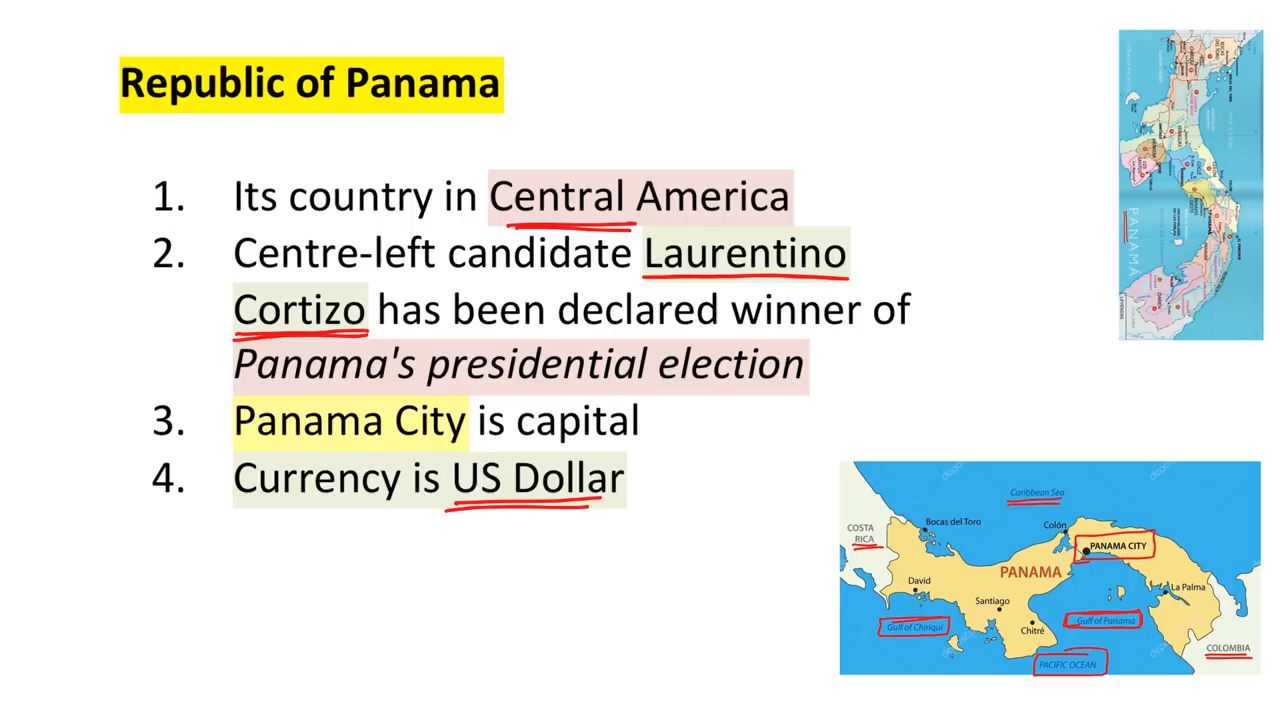 Republic of Panama
1. Its country in Central America
2. Centre-left candidate Laurentino
Cortizo has been declared winner of
Panama's presidential election
3. Panama City is capital
4. Currency is US Dollar
PANAMA
Caribbean Sea
COSTA
RICA
Bocas del Toro
Colón
PANAMA CITY
PANAMA
David
La Palma
Santiago
Gulf of Chiriqui
Gulf of Panama
Chitré
COLOMBIA
PACIFIC OCEAN